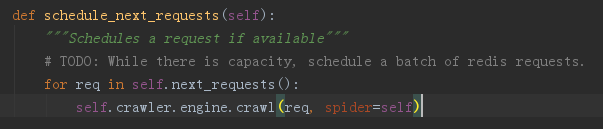 def schedule_next_requests(self):
    """Schedules a request if available"""
    # TODO: While there is capacity, schedule a batch of redis requests.
    for req in self.next_requests():
        self.crawler.engine.crawl(req, spider=self)